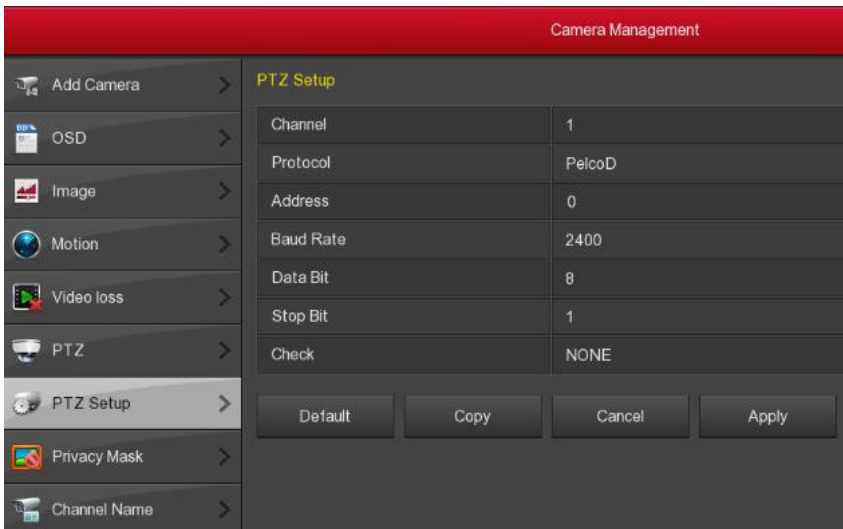 Camera Management
Add Camera
OSD
Image
Motion
Video loss
PTZ
PTZ Setup
Privacy Mask
Channel Name
PTZ Setup
Channel 1
Protocol PelcoD
Address 0
Baud Rate 2400
Data Bit 8
Stop Bit 1
Check NONE
Default Copy Cancel Apply